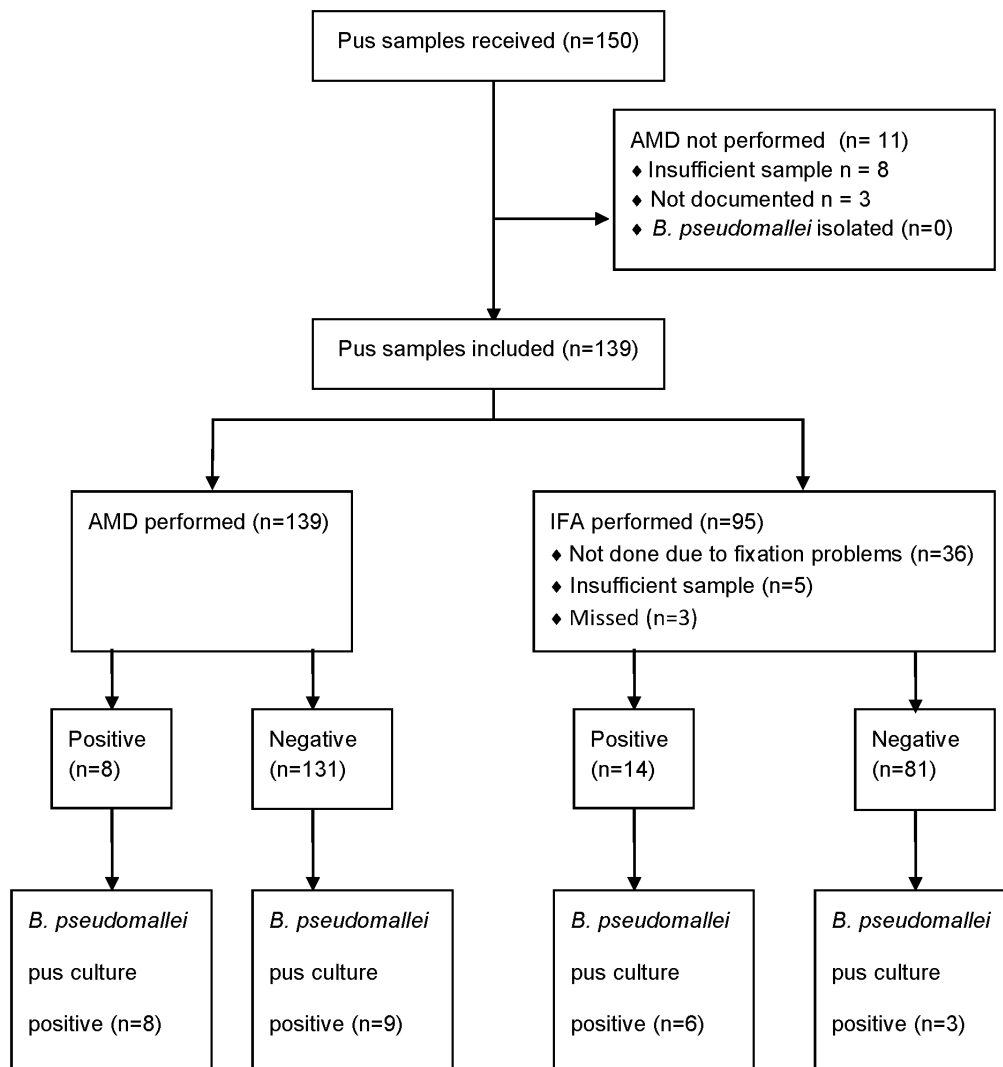 Pus samples received (n=150)
AMD not performed  (n= 11)
♦ Insufficient sample n = 8
♦ Not documented n = 3
♦ B. pseudomallei isolated (n=0)
Pus samples included (n=139)
AMD performed (n=139)
IFA performed (n=95)
♦ Not done due to fixation problems (n=36)
♦ Insufficient sample (n=5)
♦ Missed (n=3)
Positive
(n=8)
Negative
(n=131)
Positive
(n=14)
Negative
(n=81)
B. pseudomallei
pus culture
positive (n=8)
B. pseudomallei
pus culture
positive (n=9)
B. pseudomallei
pus culture
positive (n=6)
B. pseudomallei
pus culture
positive (n=3)